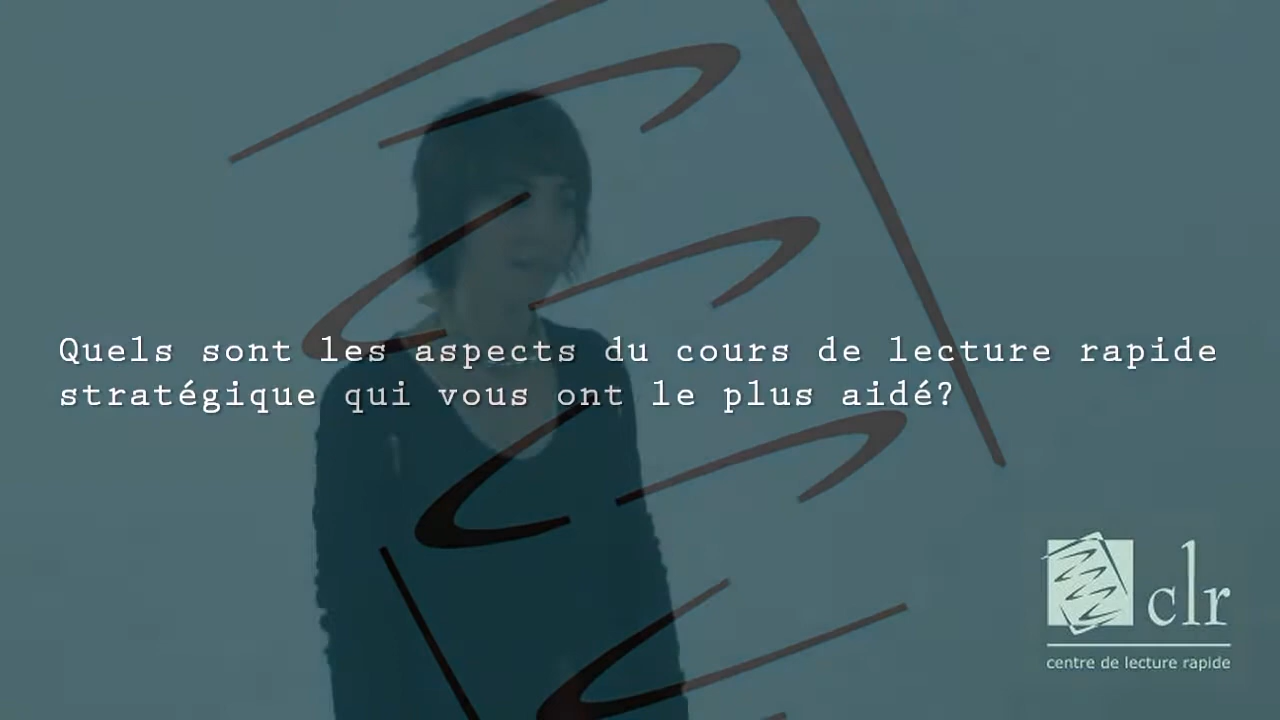 Quels sont les aspects du cours de lecture rapide
stratégique qui vous ont le plus aidé?
clr
centre de lecture rapide